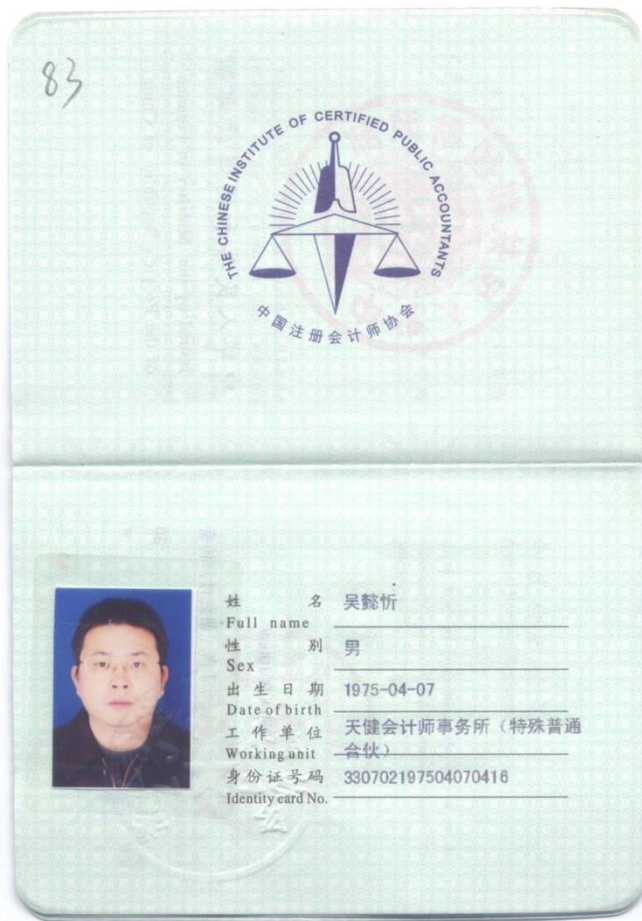 83
THE CHINESE INSTITUTE OF CERTIFIED PUBLIC ACCOUNTANTS
中国注册会计师协会
姓 名 吴懿忻
Full name
性 别 男
Sex
出 生 日 期 1975-04-07
Date of birth
工 作 单 位 天健会计师事务所（特殊普通
Working unit 合伙）
身份证号码 330702197504070416
Identity card No.